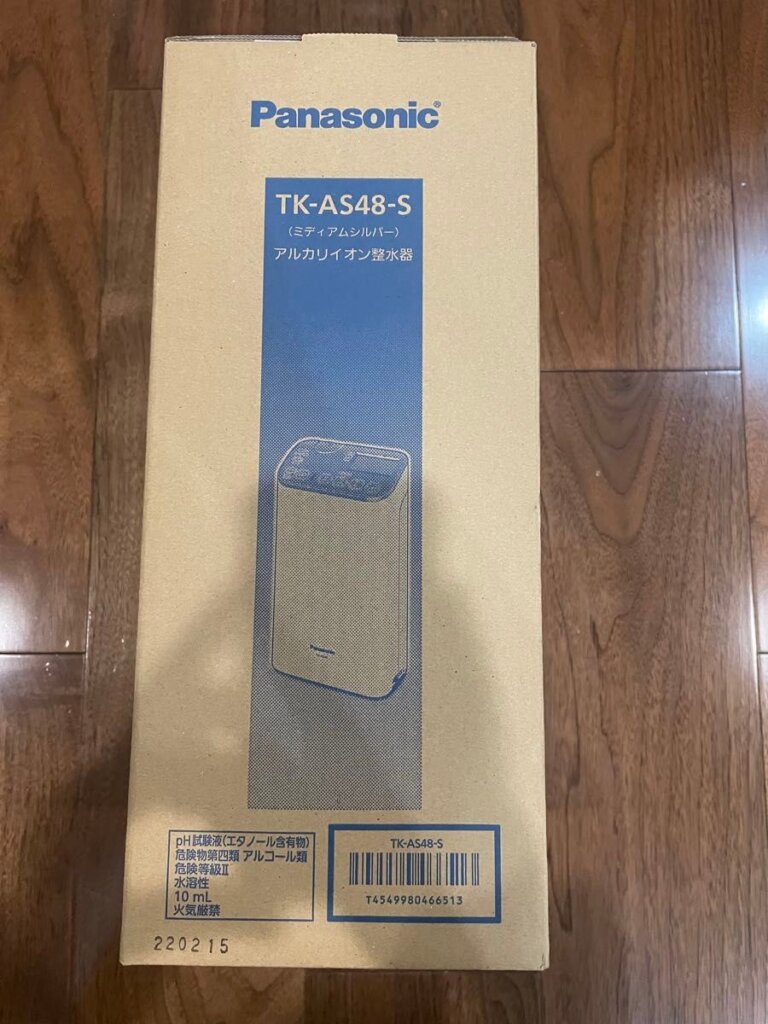 Panasonic®
TK-AS48-S
（ミディアムシルバー）
アルカリイオン整水器
Panasonic
pH試験液(エタノール含有物)
危険物第四類 アルコール類
危険等級Ⅱ
水溶性
10 mL
火気厳禁
TK-AS48-S
T4549980466513
220215